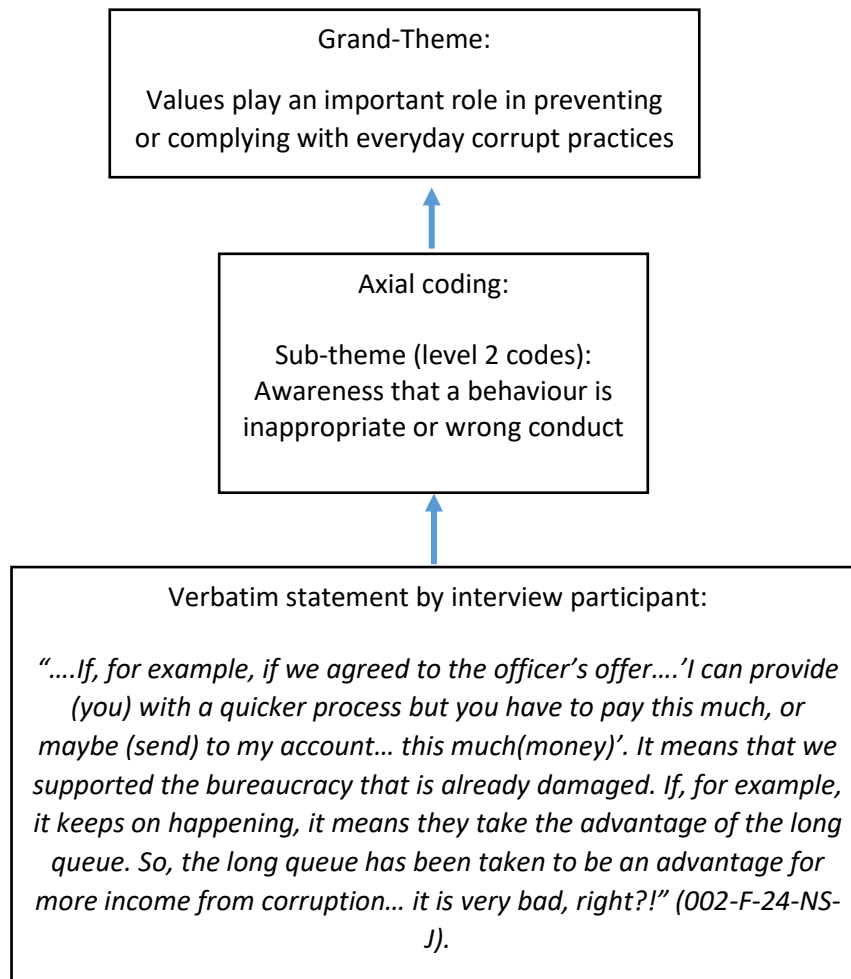 Grand-Theme:
Values play an important role in preventing
or complying with everyday corrupt practices
Axial coding:
Sub-theme (level 2 codes):
Awareness that a behaviour is
inappropriate or wrong conduct
Verbatim statement by interview participant:
“….If, for example, if we agreed to the officer’s offer….’I can provide
(you) with a quicker process but you have to pay this much, or
maybe (send) to my account… this much(money)’. It means that we
supported the bureaucracy that is already damaged. If, for example,
it keeps on happening, it means they take the advantage of the long
queue. So, the long queue has been taken to be an advantage for
more income from corruption… it is very bad, right?!” (002-F-24-NS-
J).